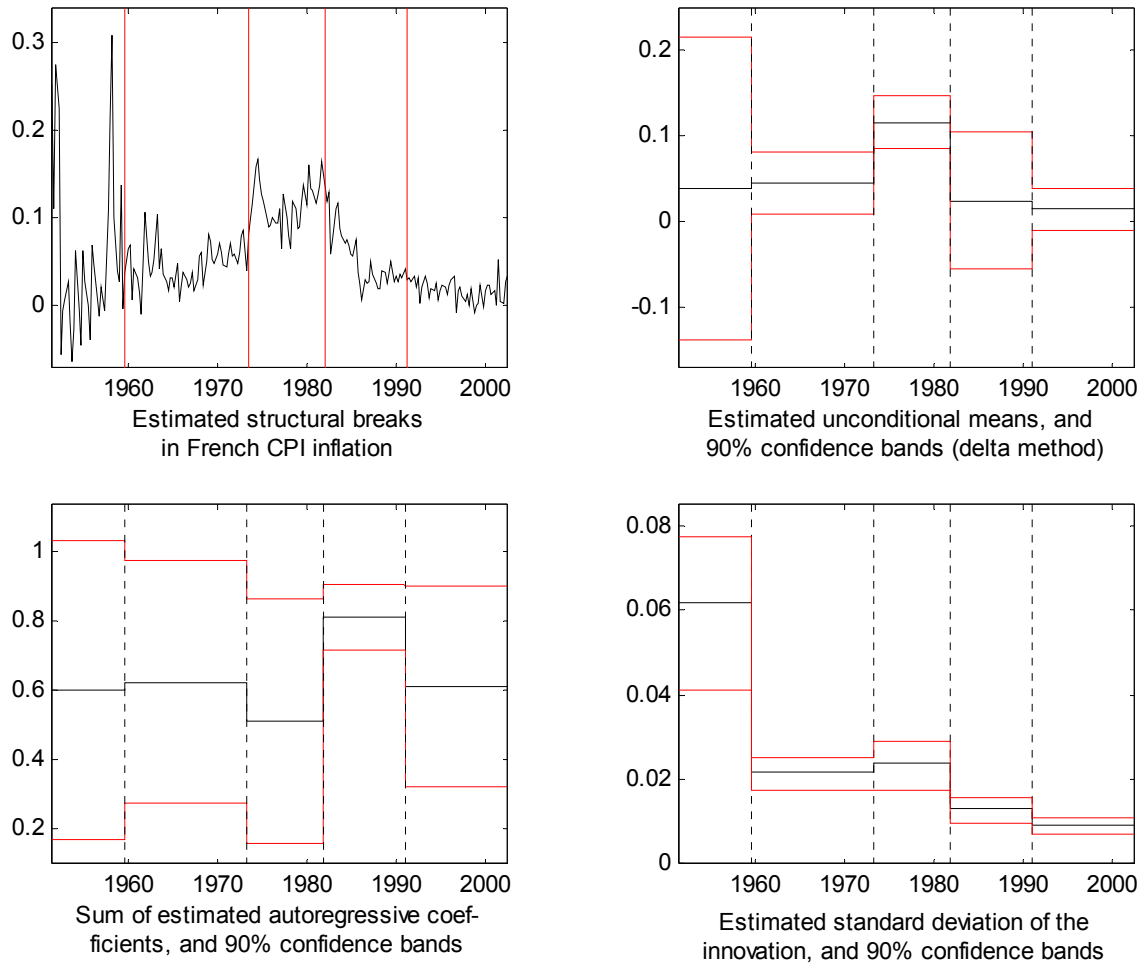 0.3
0.2
0.1
0
1960 1970 1980 1990 2000
Estimated structural breaks
in French CPI inflation
0.2
0.1
0
-0.1
1960 1970 1980 1990 2000
Estimated unconditional means, and
90% confidence bands (delta method)
1
0.8
0.6
0.4
0.2
1960 1970 1980 1990 2000
Sum of estimated autoregressive coef-
ficients, and 90% confidence bands
0.08
0.06
0.04
0.02
0
1960 1970 1980 1990 2000
Estimated standard deviation of the
innovation, and 90% confidence bands